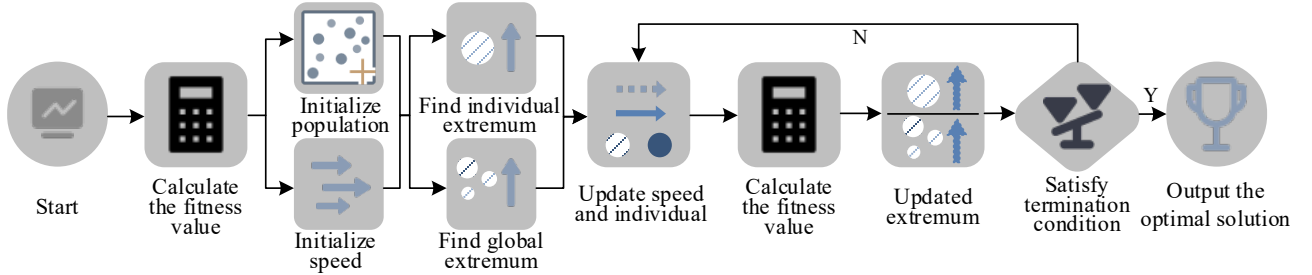 Start
Calculate
the fitness
value
Initialize
population
Initialize
speed
Find individual
extremum
Find global
extremum
Update speed
and individual
Calculate
the fitness
value
Updated
extremum
N
Satisfy
termination
condition
Y
Output the
optimal solution